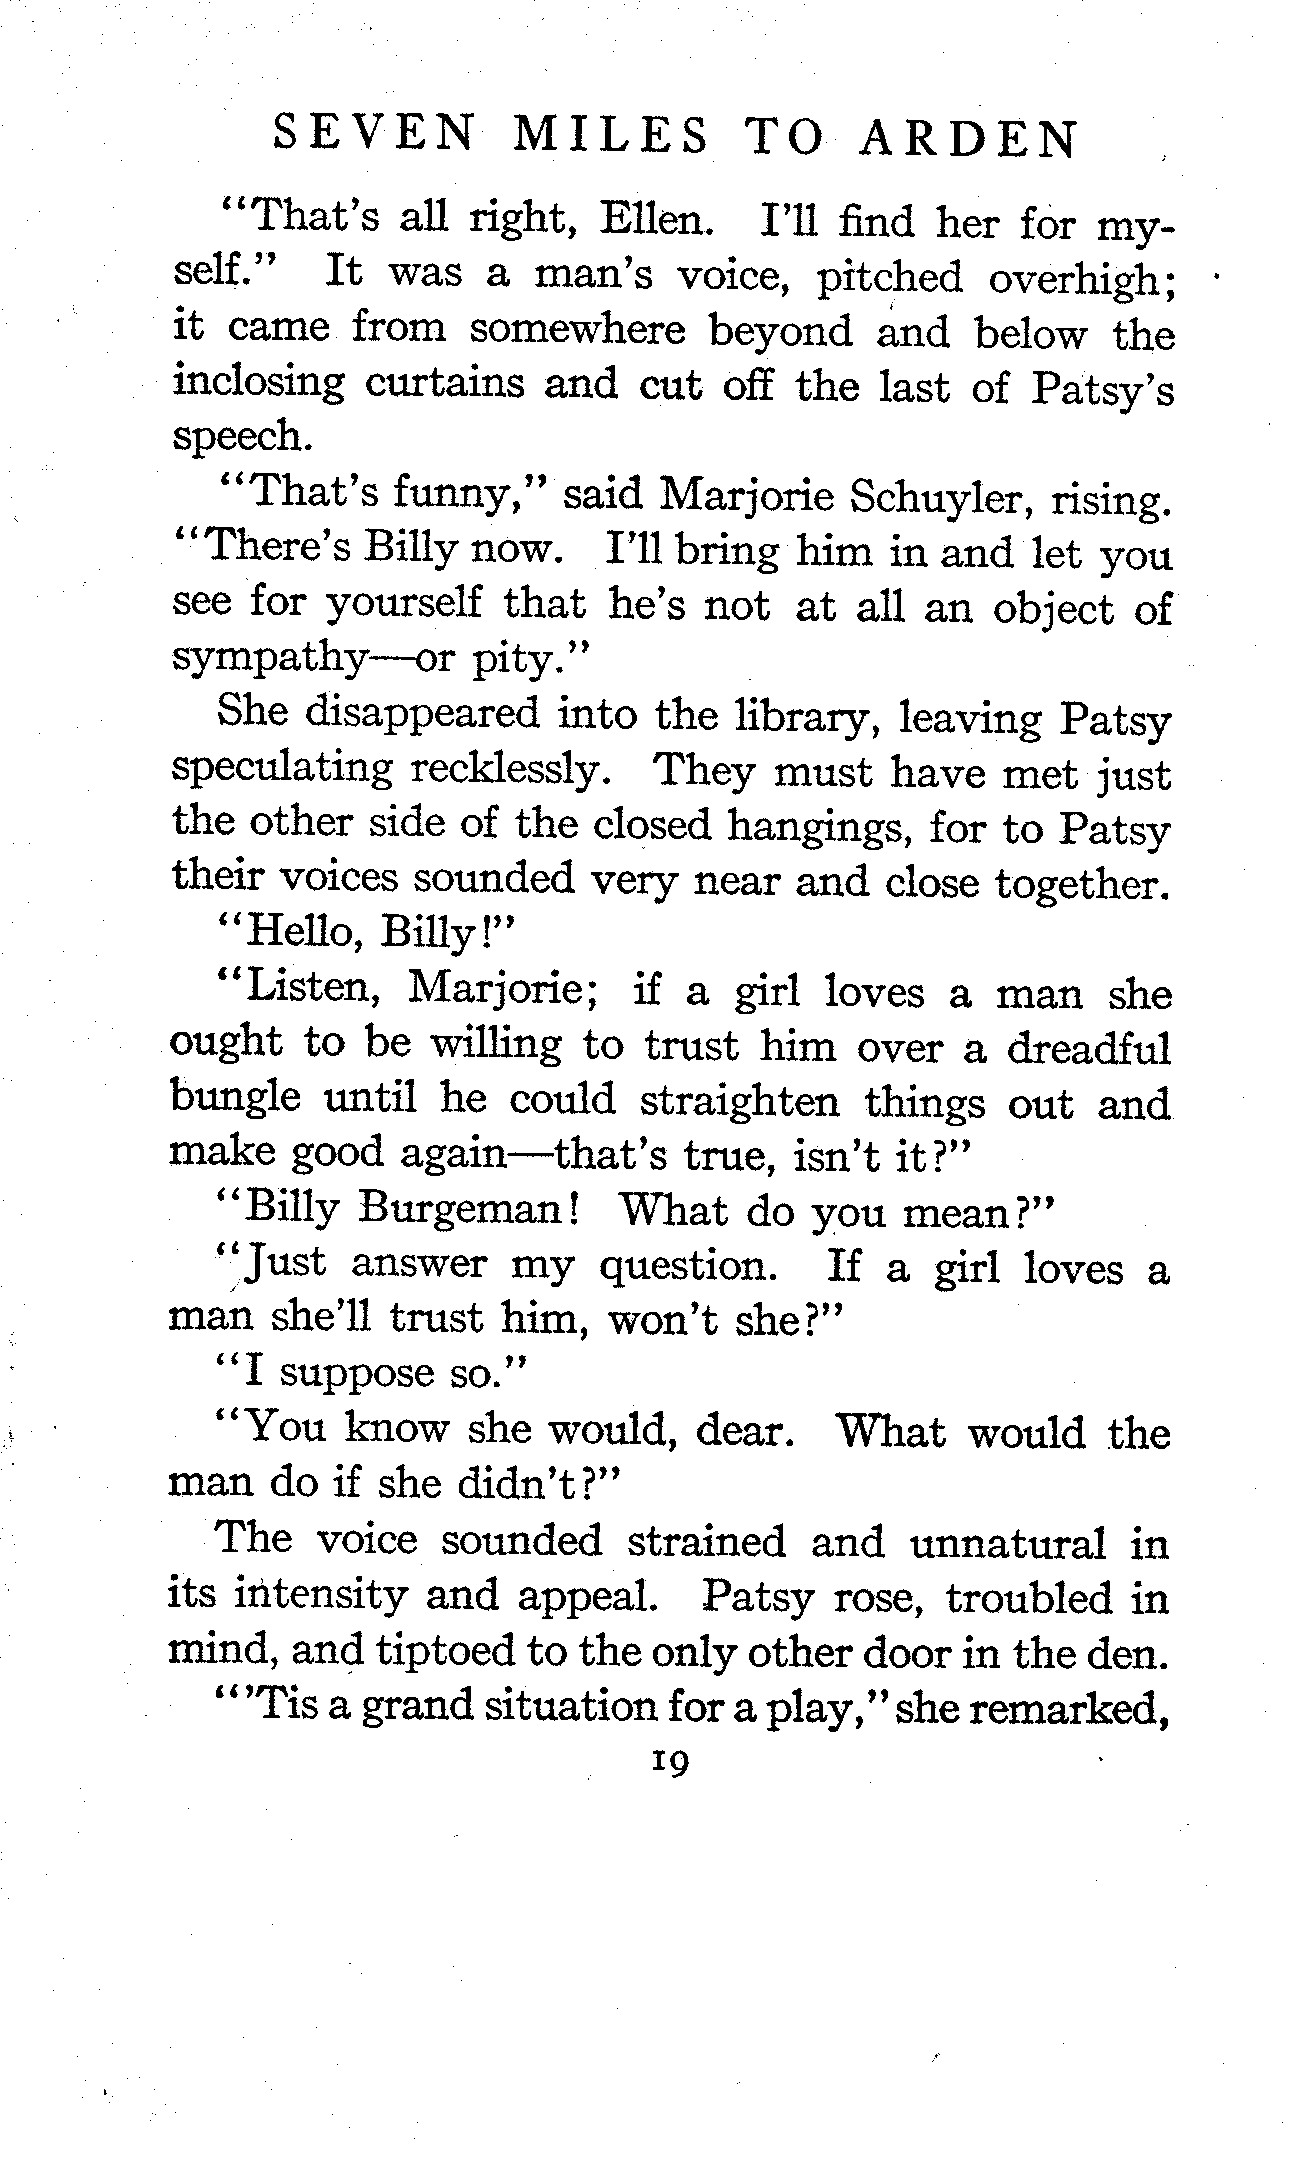 SEVEN MILES TO ARDEN
"That's all right, Ellen. I'll find her for my-
self." It was a man's voice, pitched overhigh;
it came from somewhere beyond and below the
inclosing curtains and cut off the last of Patsy's
speech.
"That's funny," said Marjorie Schuyler, rising.
"There's Billy now. I'll bring him in and let you
see for yourself that he's not at all an object of
sympathy—or pity."
She disappeared into the library, leaving Patsy
speculating recklessly. They must have met just
the other side of the closed hangings, for to Patsy
their voices sounded very near and close together.
"Hello, Billy!"
"Listen, Marjorie; if a girl loves a man she
ought to be willing to trust him over a dreadful
bungle until he could straighten things out and
make good again—that's true, isn't it?"
"Billy Burgeman! What do you mean?"
"Just answer my question. If a girl loves a
man she'll trust him, won't she?"
"I suppose so."
"You know she would, dear. What would the
man do if she didn't?"
The voice sounded strained and unnatural in
its intensity and appeal. Patsy rose, troubled in
mind, and tiptoed to the only other door in the den.
"'Tis a grand situation for a play," she remarked,
19